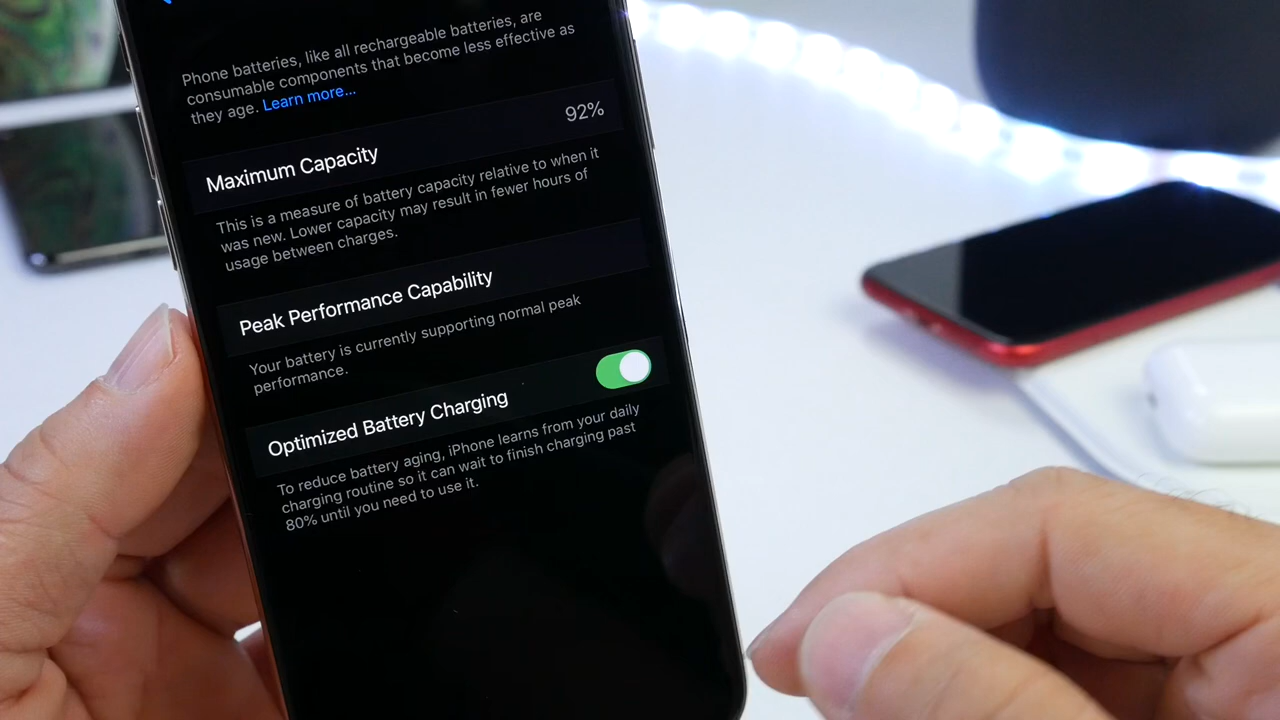 Phone batteries, like all rechargeable batteries, are
consumable components that become less effective as
they age. Learn more...
Maximum Capacity 92%
This is a measure of battery capacity relative to when it
was new. Lower capacity may result in fewer hours of
usage between charges.
Peak Performance Capability
Your battery is currently supporting normal peak
performance.
Optimized Battery Charging
To reduce battery aging, iPhone learns from your daily
charging routine so it can wait to finish charging past
80% until you need to use it.